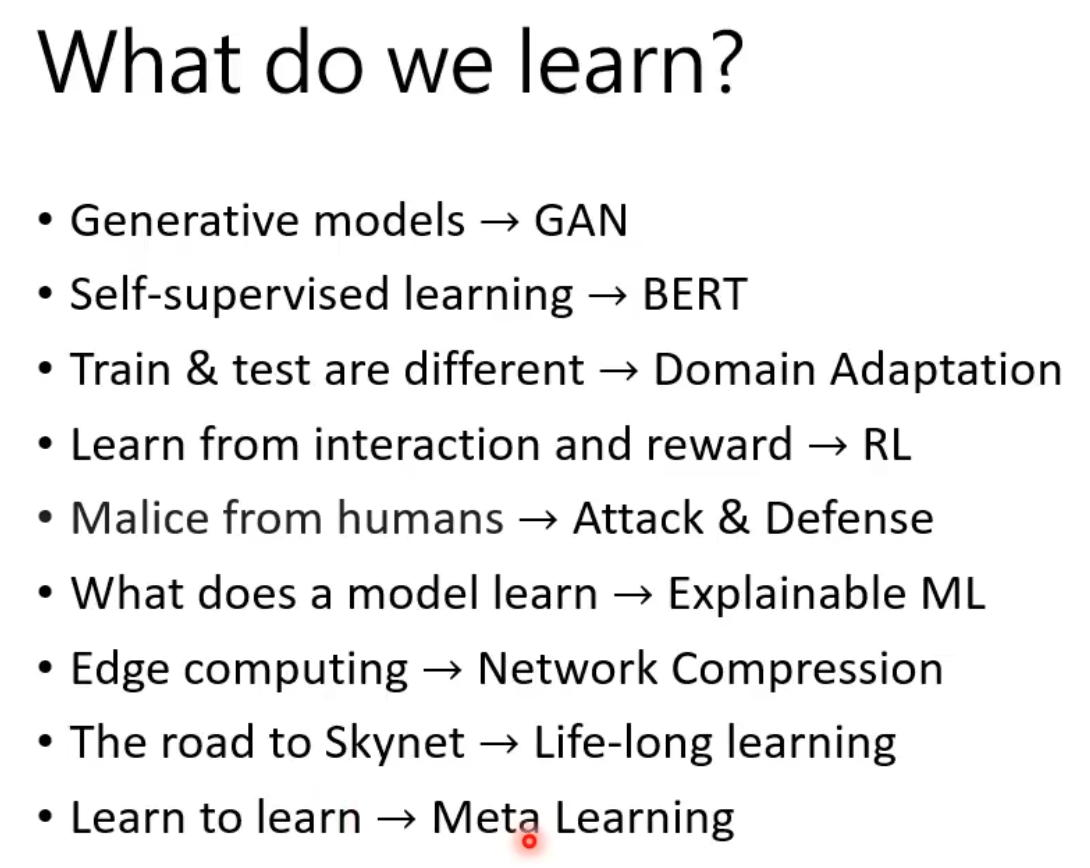 What do we learn?
• Generative models → GAN
• Self-supervised learning → BERT
• Train & test are different → Domain Adaptation
• Learn from interaction and reward → RL
• Malice from humans → Attack & Defense
• What does a model learn → Explainable ML
• Edge computing → Network Compression
• The road to Skynet → Life-long learning
• Learn to learn → Meta Learning